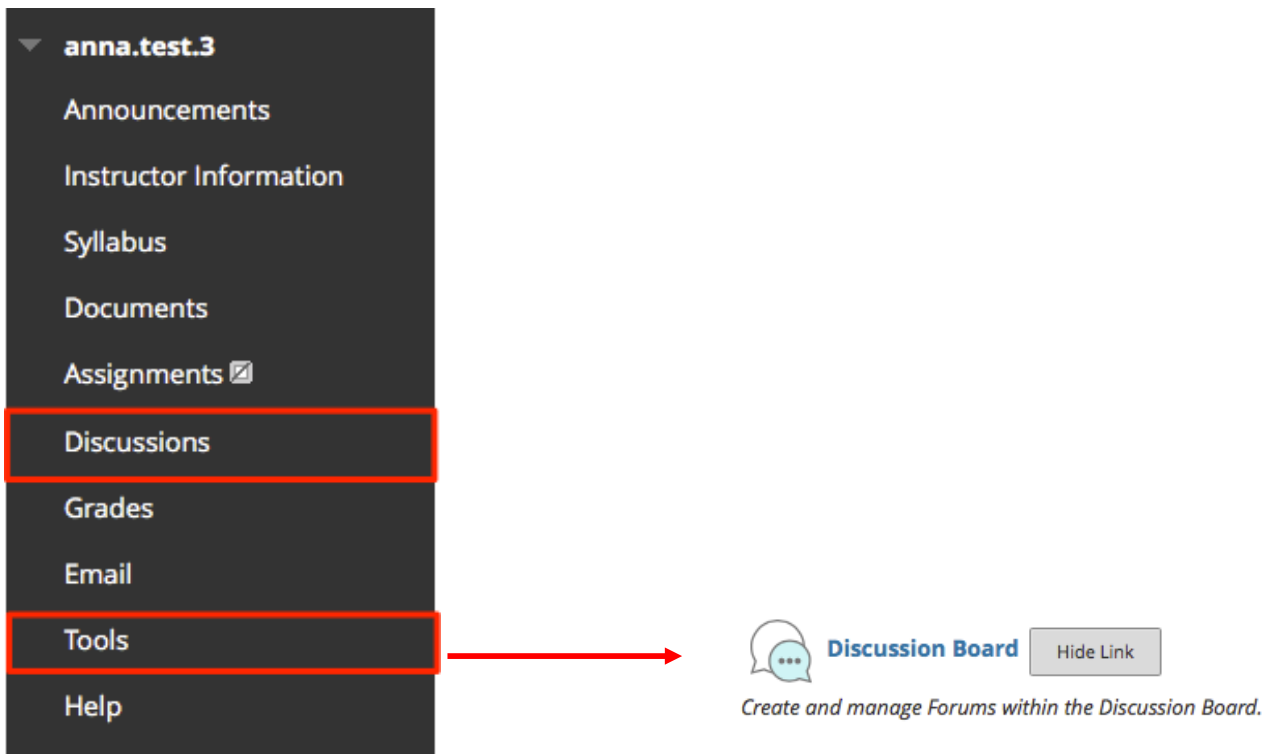 anna.test.3
Announcements
Instructor Information
Syllabus
Documents
Assignments
Discussions
Grades
Email
Tools
Discussion Board Hide Link
Create and manage Forums within the Discussion Board.
Help